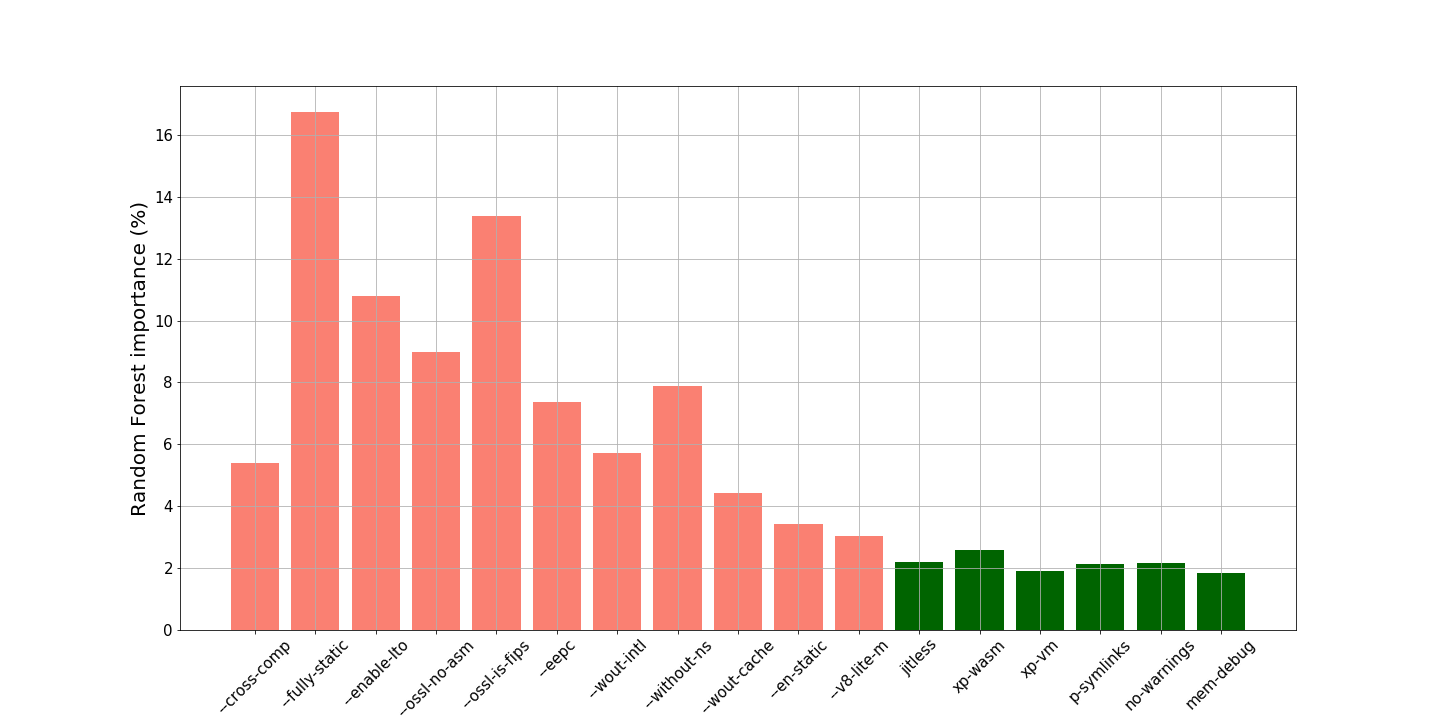 Random Forest importance (%)
16
14
12
10
8
6
4
2
0
--cross-comp
--fully-static
--enable-lto
--ossl-no-asm
--ossl-is-fips
--eepc
--wout-intl
--without-ns
--wout-cache
--en-static
--v8-lite-m
jitless
xp-wasm
xp-vm
p-symlinks
no-warnings
mem-debug